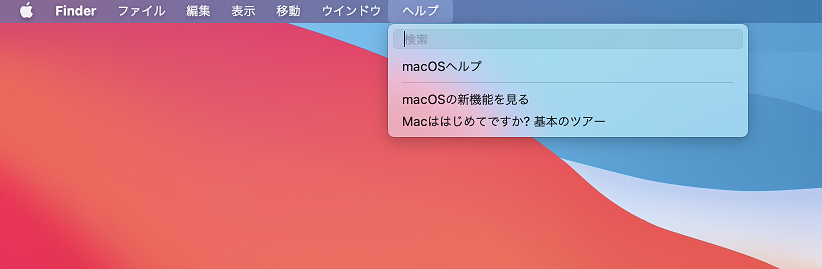 Finder ファイル 編集 表示 移動 ウインドウ ヘルプ
検索
macOSヘルプ
macOSの新機能を見る
Macははじめてですか? 基本のツアー